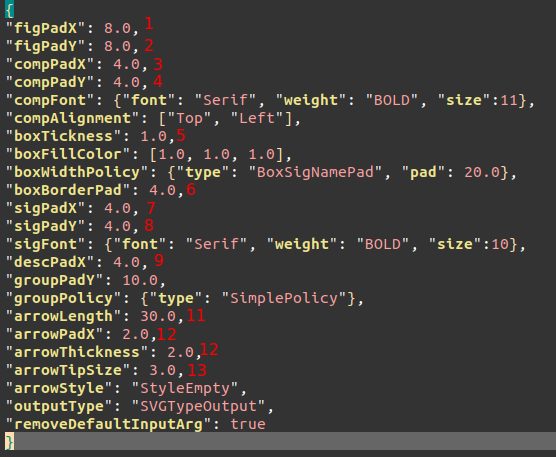 {
"figPadX": 8.0, 1
"figPadY": 8.0, 2
"compPadX": 4.0, 3
"compPadY": 4.0, 4
"compFont": {"font": "Serif", "weight": "BOLD", "size":11},
"compAlignment": ["Top", "Left"],
"boxTickness": 1.0, 5
"boxFillColor": [1.0, 1.0, 1.0],
"boxWidthPolicy": {"type": "BoxSigNamePad", "pad": 20.0},
"boxBorderPad": 4.0, 6
"sigPadX": 4.0, 7
"sigPadY": 4.0, 8
"sigFont": {"font": "Serif", "weight": "BOLD", "size":10},
"descPadX": 4.0, 9
"groupPadY": 10.0,
"groupPolicy": {"type": "SimplePolicy"},
"arrowLength": 30.0, 11
"arrowPadX": 2.0, 12
"arrowThickness": 2.0, 12
"arrowTipSize": 3.0, 13
"arrowStyle": "StyleEmpty",
"outputType": "SVGTypeOutput",
"removeDefaultInputArg": true
}